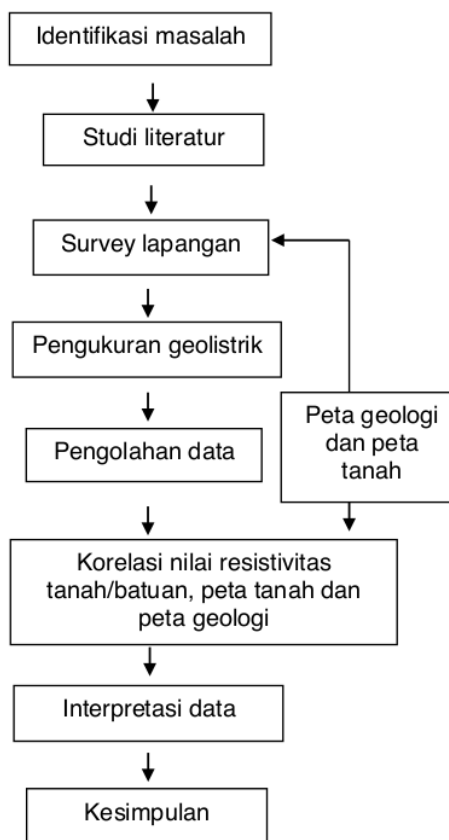 Identifikasi masalah
Studi literatur
Survey lapangan
Pengukuran geolistrik
Pengolahan data
Peta geologi
dan peta
tanah
Korelasi nilai resistivitas
tanah/batuan, peta tanah dan
peta geologi
Interpretasi data
Kesimpulan